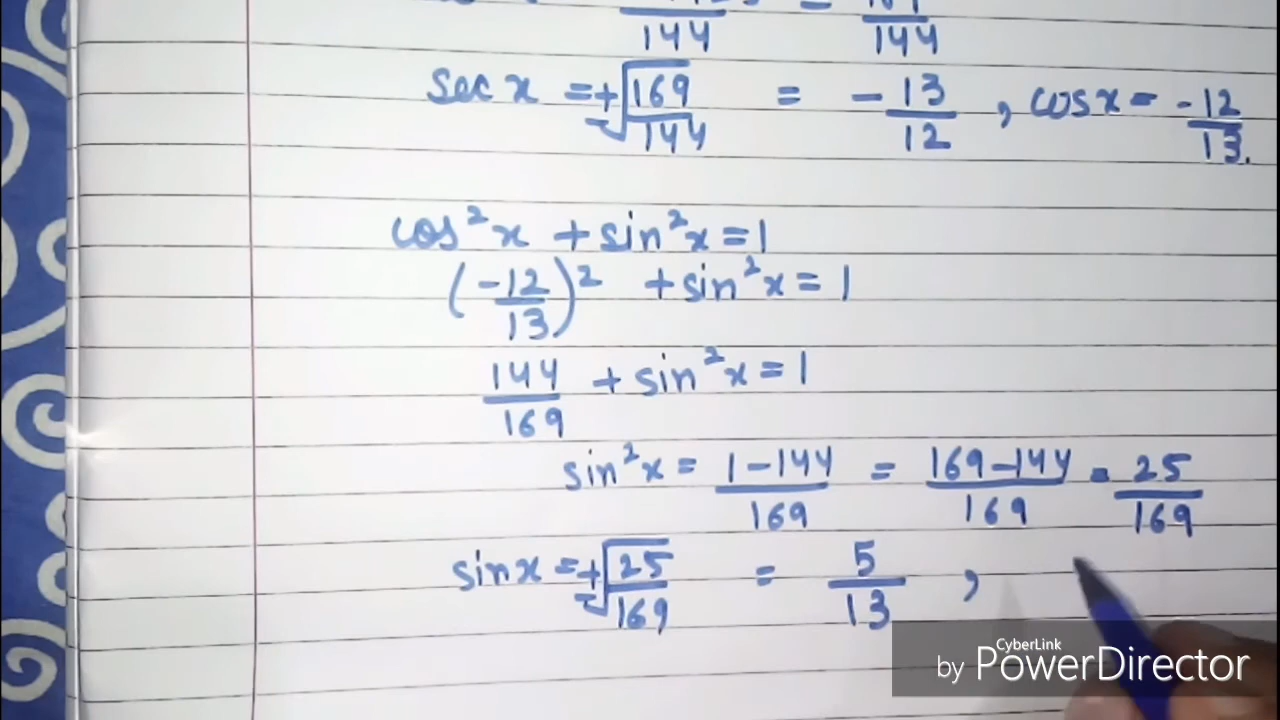 144 144
sec x = ±√169/144 = -13/12 , cos x = -12/13.
cos²x + sin²x = 1
(-12/13)² + sin²x = 1
144/169 + sin²x = 1
sin²x = 1-144/169 = 169-144/169 = 25/169
sin x = ±√25/169 = 5/13 ,
CyberLink
by PowerDirector